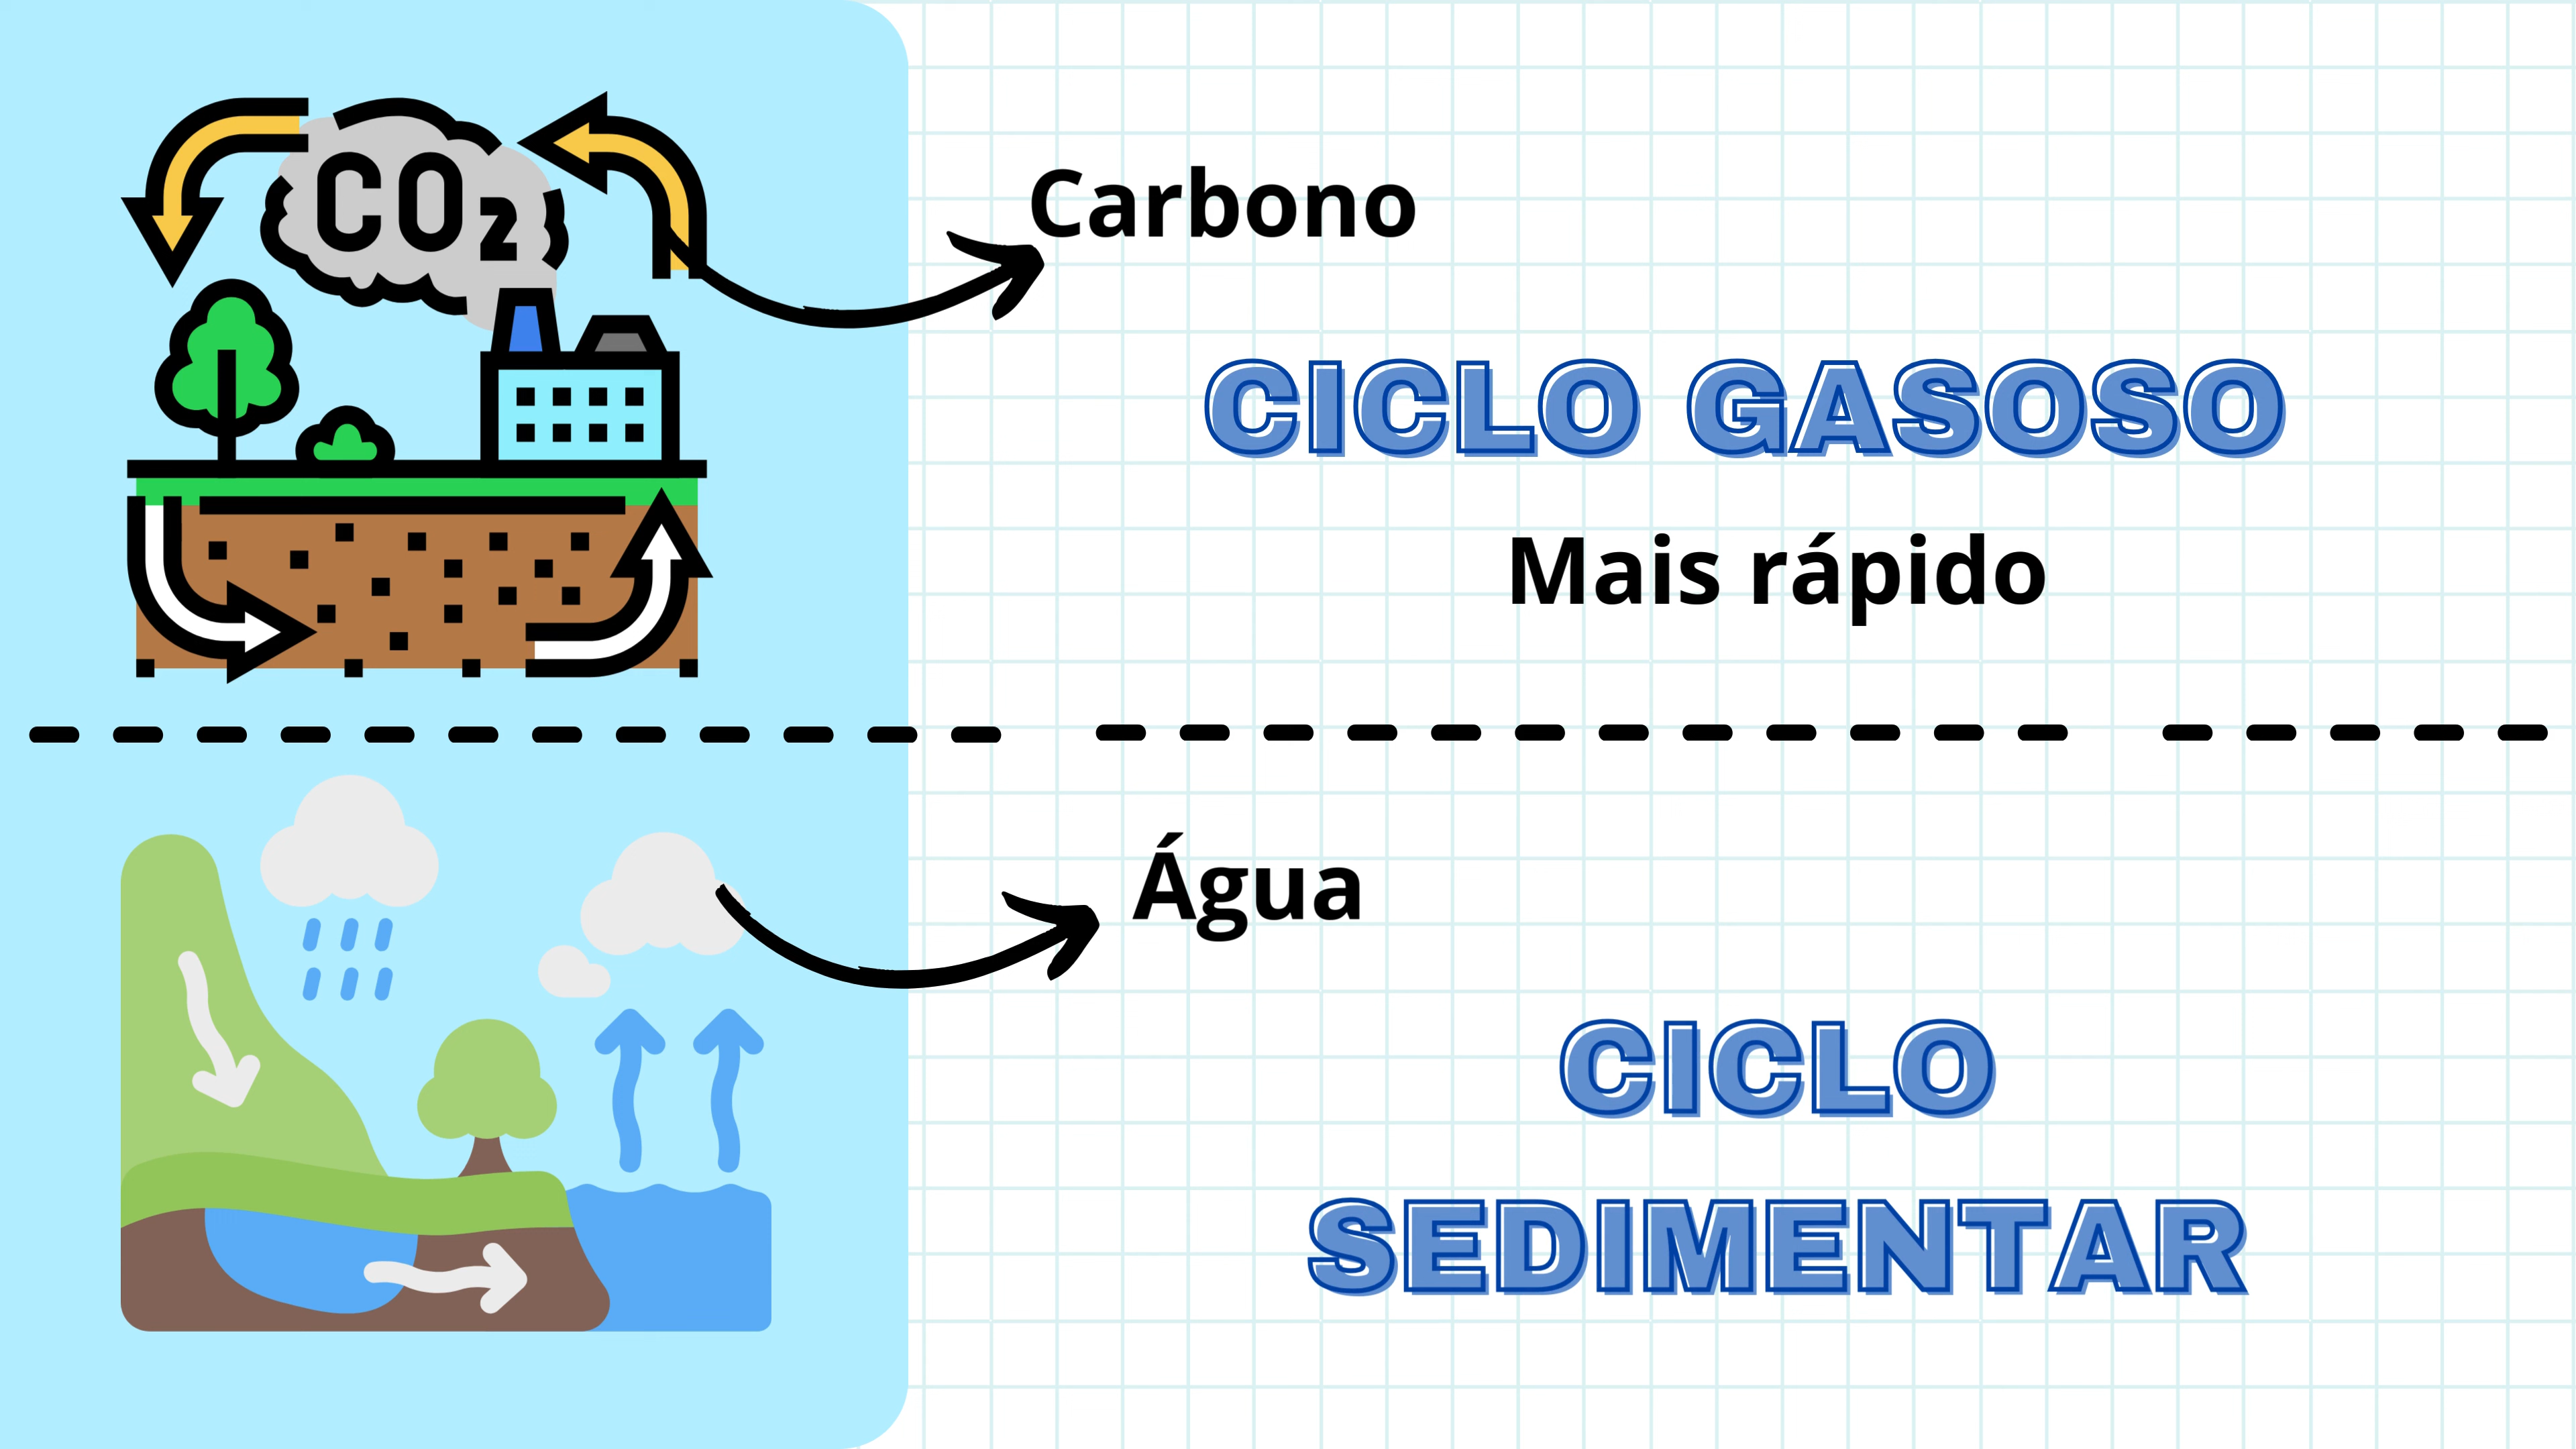 CO₂
Carbono
CICLO GASOSO
Mais rápido
Água
CICLO
SEDIMENTAR